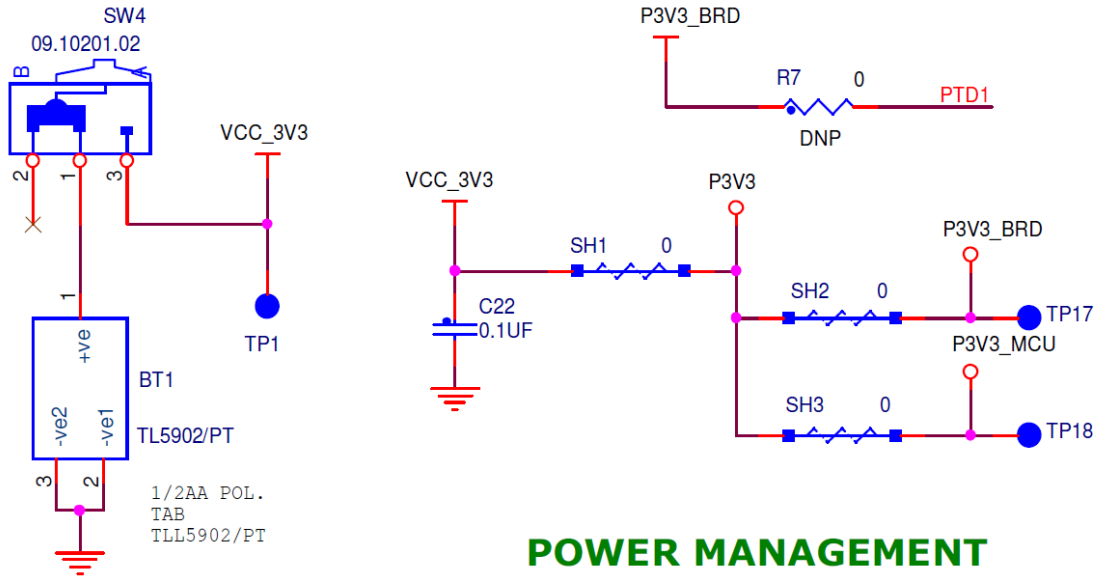 SW4
09.10201.02
B
A
2
1
3
VCC_3V3
TP1
1
+ve
-ve2
-ve1
BT1
TL5902/PT
3
2
1/2AA POL.
TAB
TLL5902/PT
P3V3_BRD
R7 0
PTD1
DNP
VCC_3V3
P3V3
SH1 0
C22
0.1UF
P3V3_BRD
SH2 0
TP17
P3V3_MCU
SH3 0
TP18
POWER MANAGEMENT